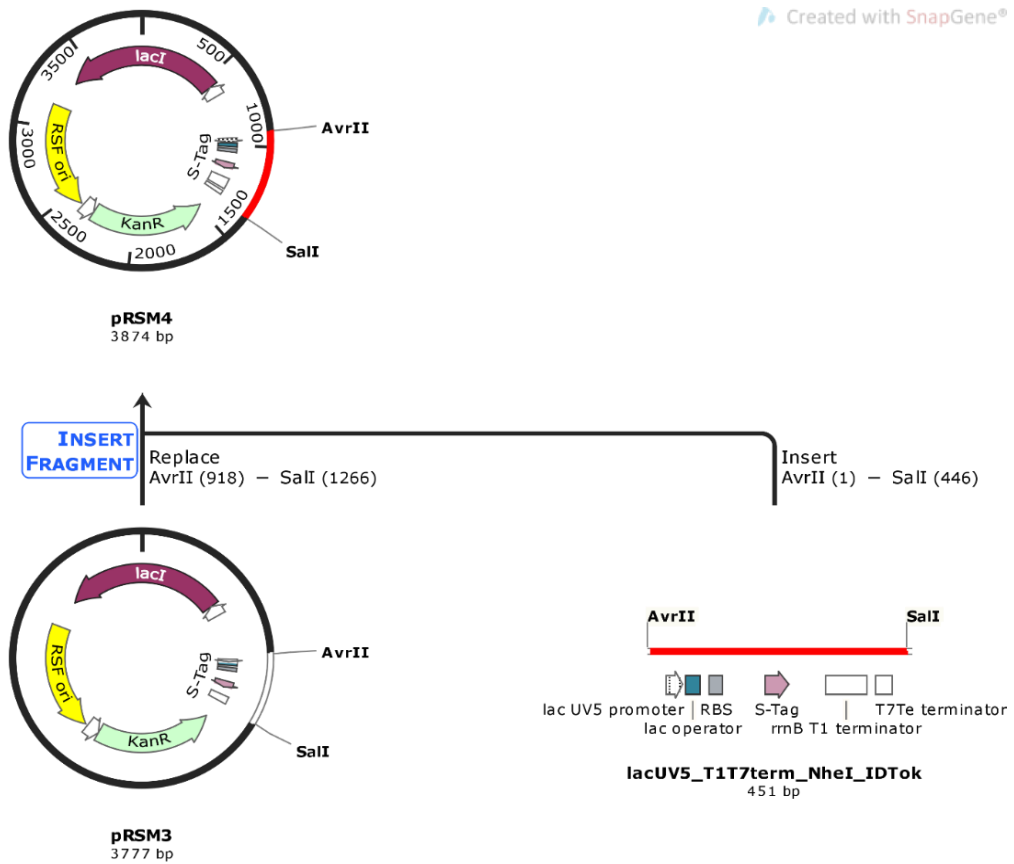 Created with SnapGene®
3500
500
lacI
1000
AvrII
3000
RSF ori
S-Tag
1500
2500
KanR
2000
SalI
pRSM4
3874 bp
INSERT
FRAGMENT
Replace
AvrII (918) – SalI (1266)
Insert
AvrII (1) – SalI (446)
lacI
AvrII
RSF ori
S-Tag
KanR
SalI
pRSM3
3777 bp
AvrII
SalI
lac UV5 promoter
RBS
S-Tag
T7Te terminator
lac operator
rrnB T1 terminator
lacUV5_T1T7term_NheI_IDTok
451 bp